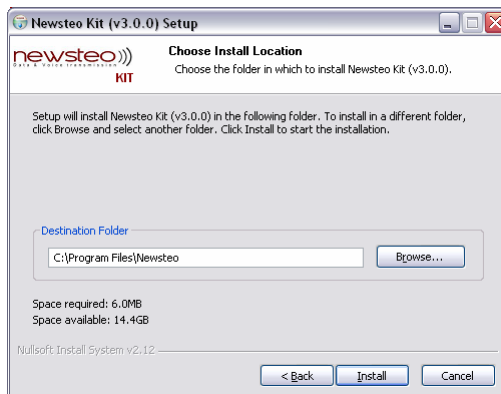 Newsteo Kit (v3.0.0) Setup
newsteo
Data & Voice transmission
KIT
Choose Install Location
Choose the folder in which to install Newsteo Kit (v3.0.0).
Setup will install Newsteo Kit (v3.0.0) in the following folder. To install in a different folder,
click Browse and select another folder. Click Install to start the installation.
Destination Folder
C:\Program Files\Newsteo
Browse...
Space required: 6.0MB
Space available: 14.4GB
Nullsoft Install System v2.12
< Back
Install
Cancel